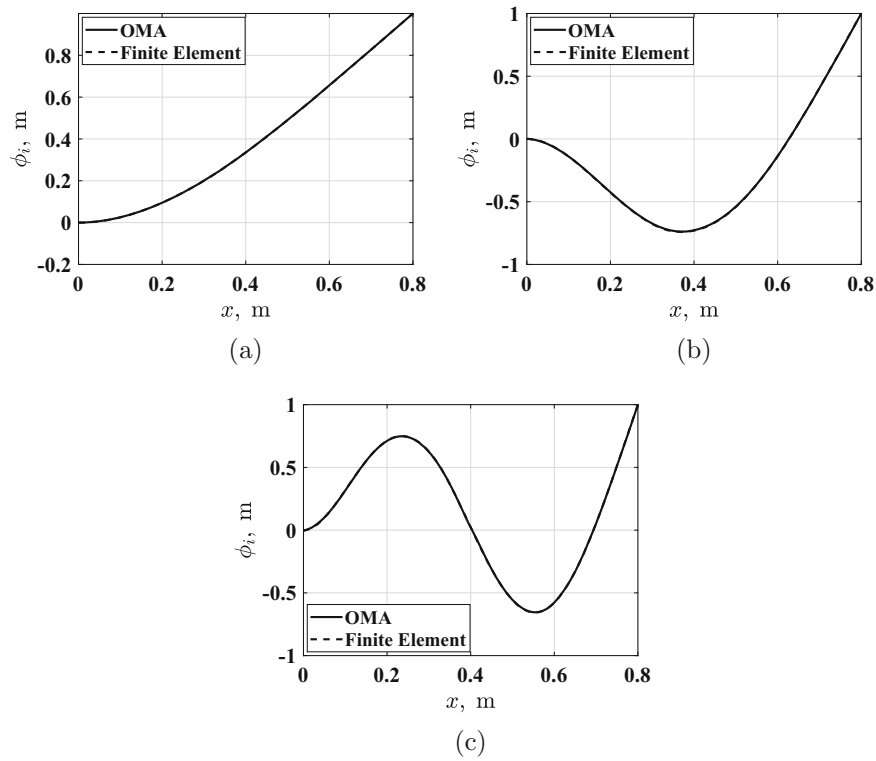 OMA
Finite Element
0.8
0.6
0.4
0.2
0
-0.2
ϕᵢ, m
0 0.2 0.4 0.6 0.8
x, m
(a)
OMA
Finite Element
1
0.5
0
-0.5
-1
ϕᵢ, m
0 0.2 0.4 0.6 0.8
x, m
(b)
1
0.5
0
-0.5
-1
ϕᵢ, m
OMA
Finite Element
0 0.2 0.4 0.6 0.8
x, m
(c)